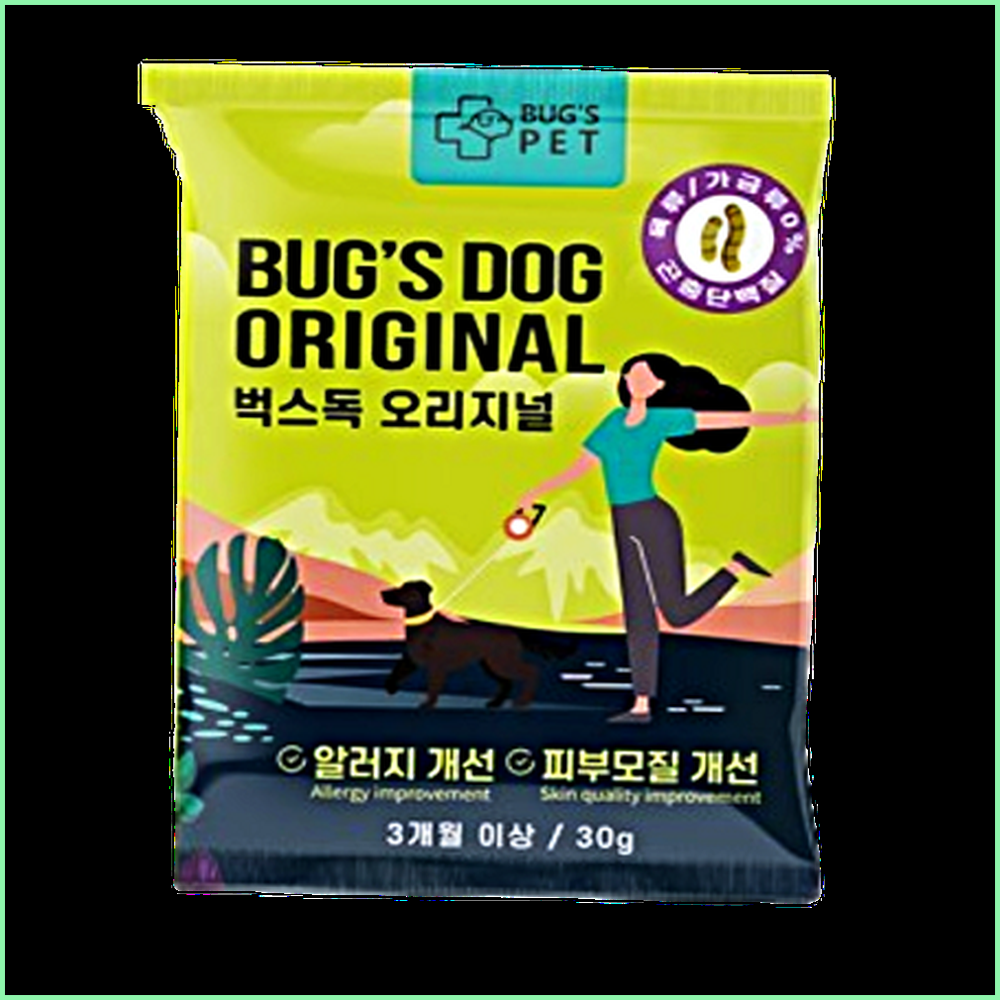 BUG'S
PET
육류/가금류0%
곤충단백질
BUG'S DOG
ORIGINAL
벅스독 오리지널
알러지 개선 피부모질 개선
Allergy improvement Skin quality improvement
3개월 이상 / 30g